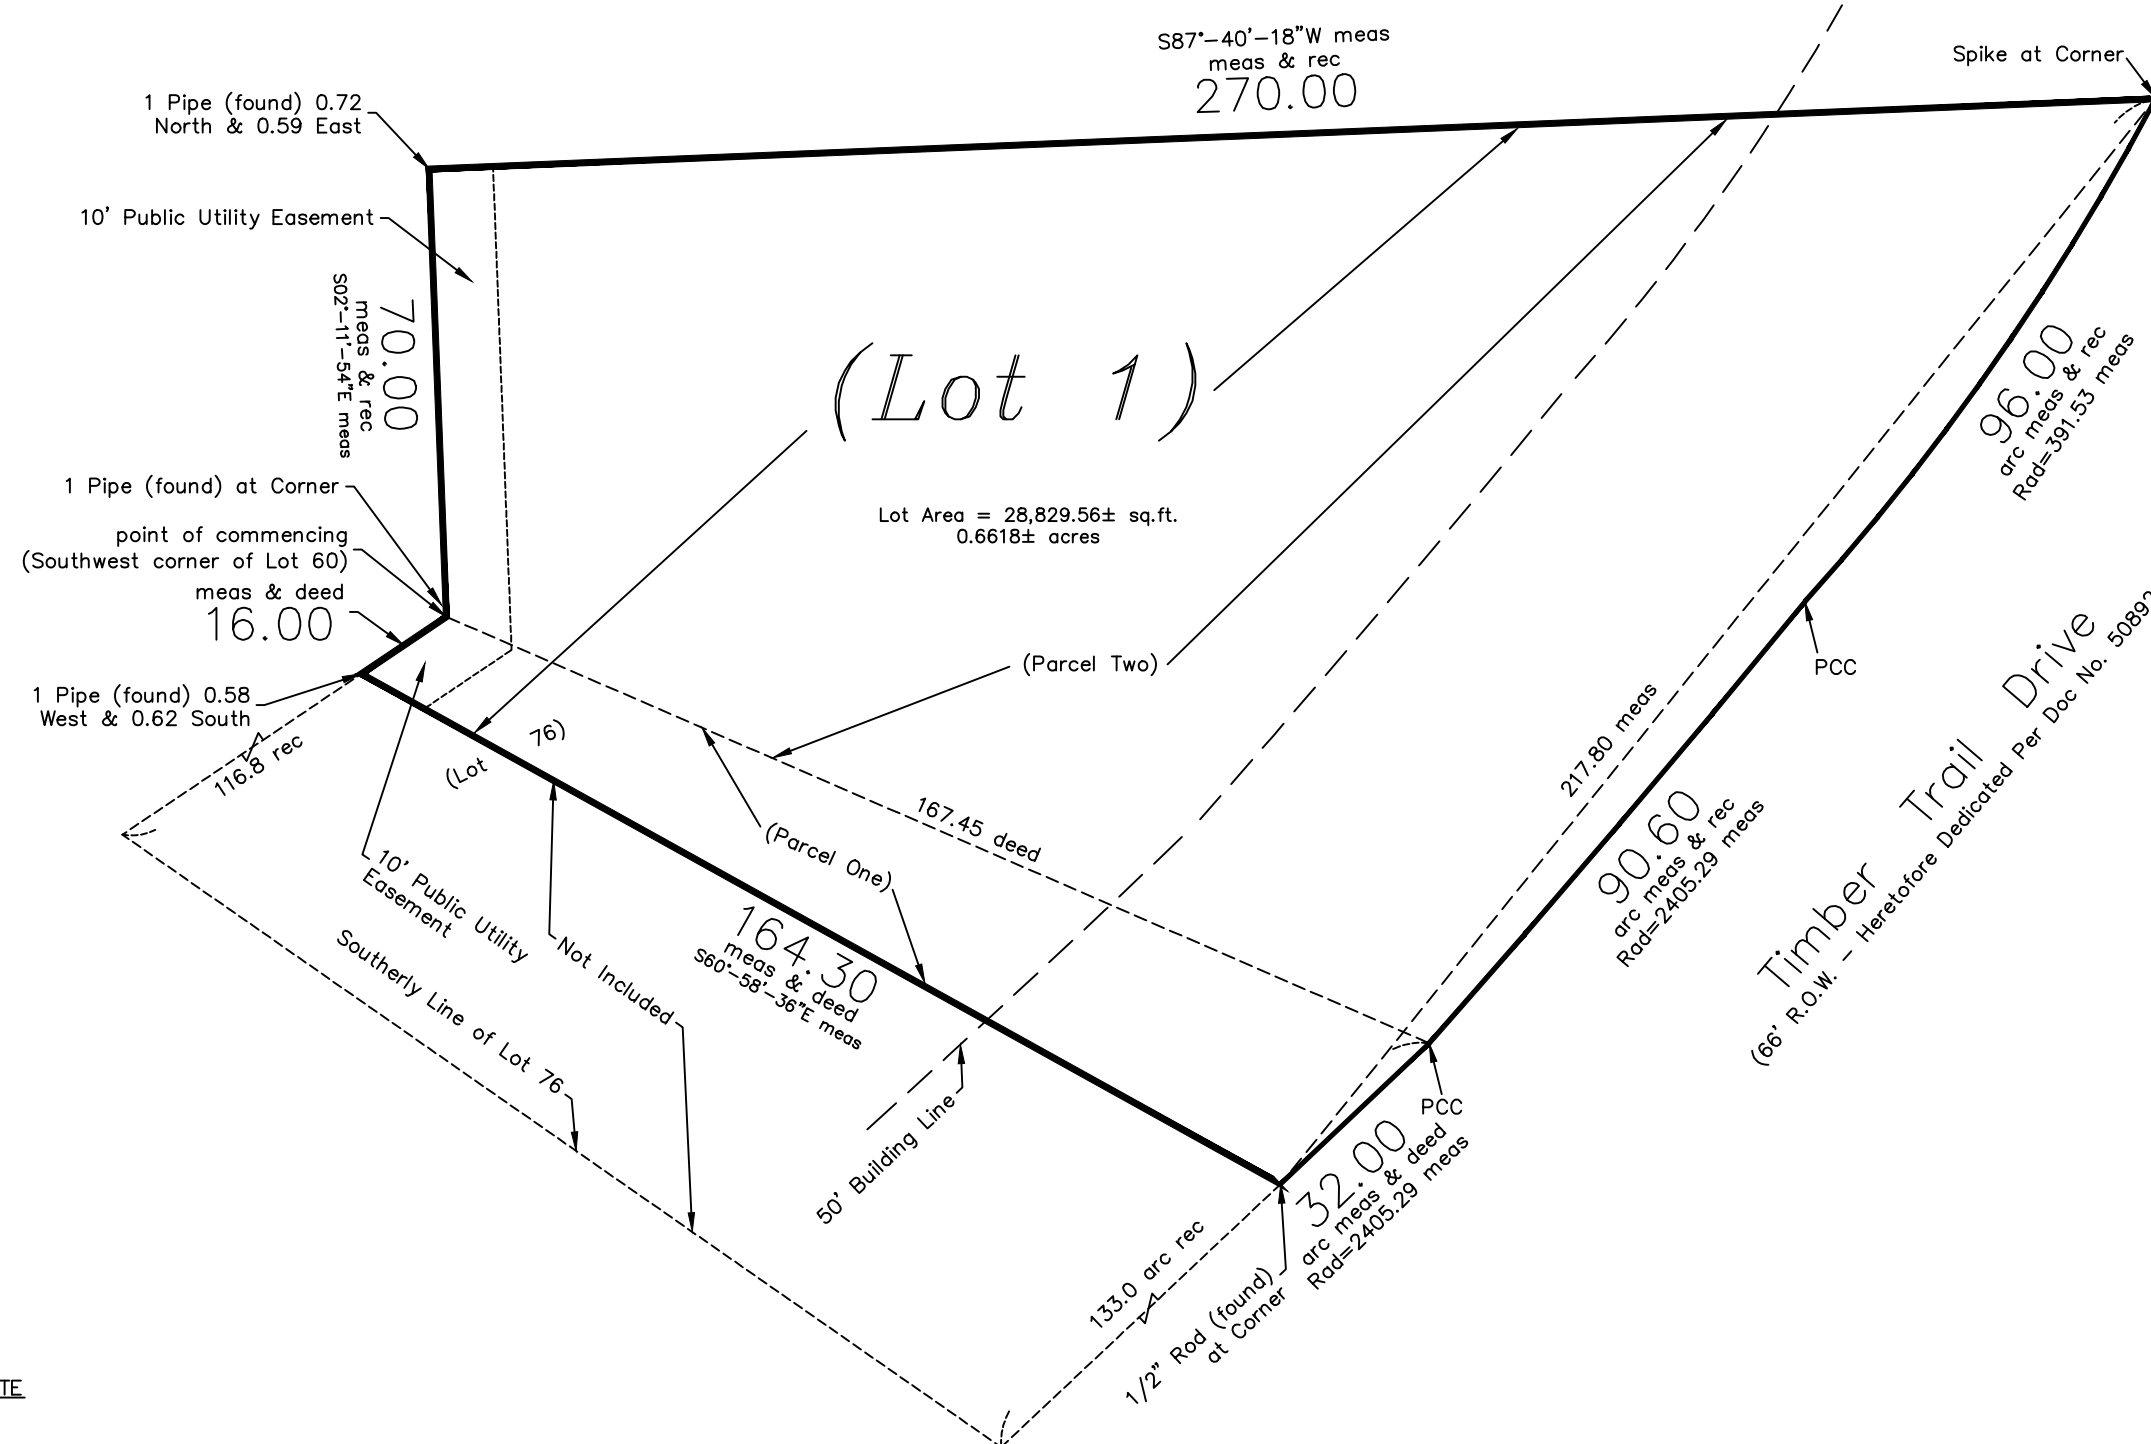 S87°-40'-18"W meas
meas & rec
270.00
Spike at Corner
1 Pipe (found) 0.72
North & 0.59 East
10' Public Utility Easement
70.00
meas & rec
S02°-11'-54"E meas
(Lot 1)
96.00
arc meas & rec
Rad=391.53 meas
1 Pipe (found) at Corner
point of commencing
(Southwest corner of Lot 60)
meas & deed
16.00
Lot Area = 28,829.56± sq.ft.
0.6618± acres
(Parcel Two)
PCC
1 Pipe (found) 0.58
West & 0.62 South
116.8 rec
(Lot 76)
217.80 meas
Timber Trail Drive
(66' R.O.W. - Heretofore Dedicated Per Doc No.
167.45 deed
(Parcel One)
90.60
arc meas & rec
Rad=2405.29 meas
10' Public Utility
Easement
Not Included
164.30
meas & deed
S60°-58'-36"E meas
Southerly Line of Lot 76
50' Building Line
PCC
32.00
arc meas & deed
Rad=2405.29 meas
133.0 arc rec
1/2" Rod (found)
at Corner
TE